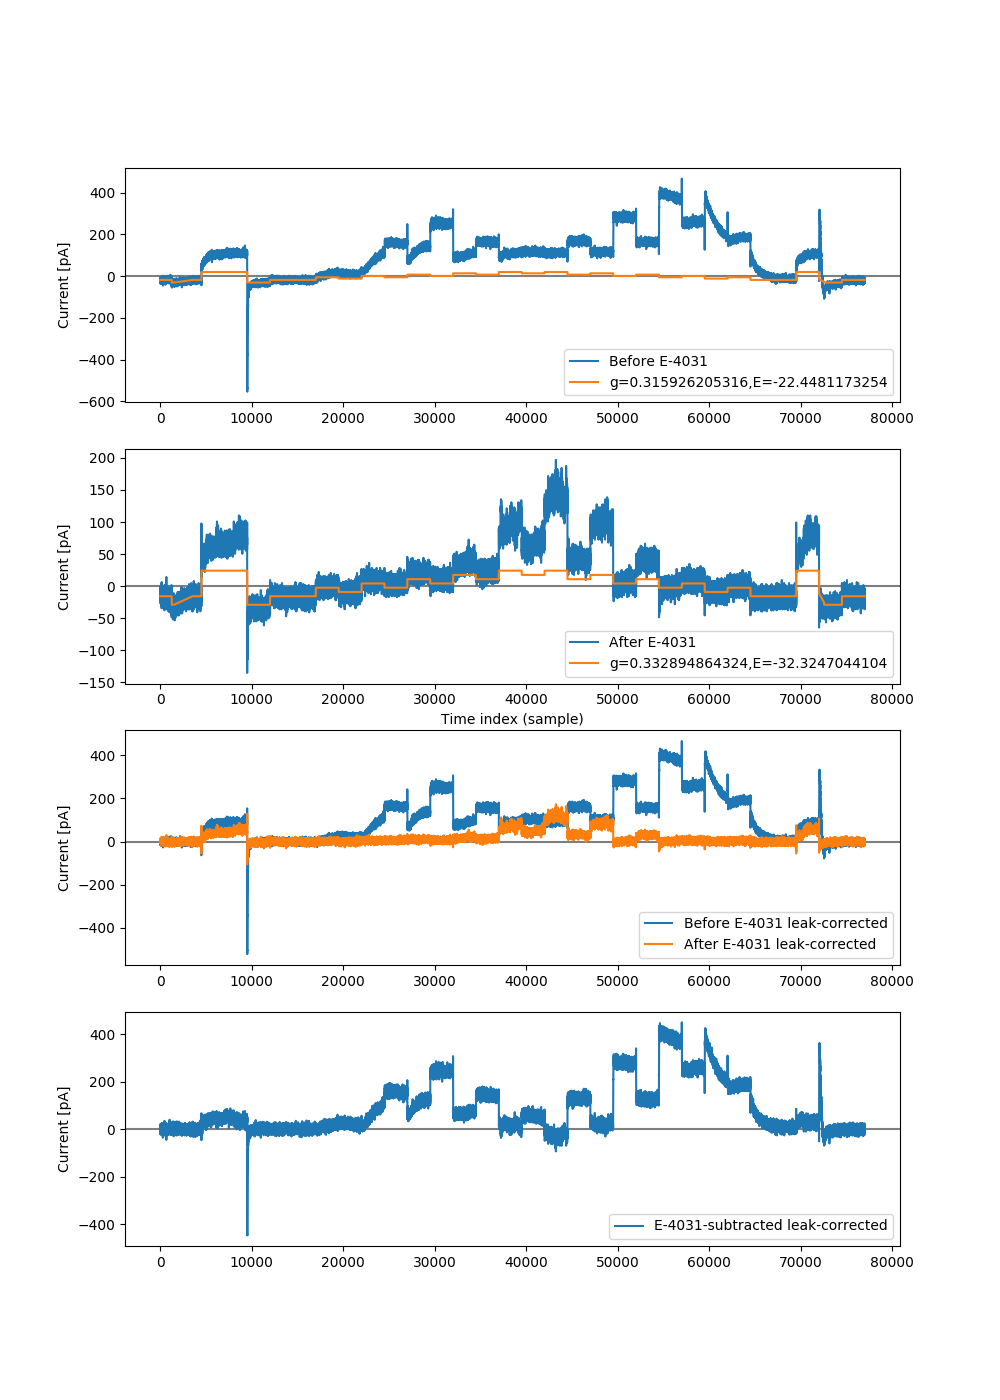 400
200
0
−200
−400
−600
Current [pA]
Before E-4031
g=0.315926205316,E=-22.4481173254
0 10000 20000 30000 40000 50000 60000 70000 80000
200
150
100
50
0
−50
−100
−150
Current [pA]
After E-4031
g=0.332894864324,E=-32.3247044104
0 10000 20000 30000 40000 50000 60000 70000 80000
Time index (sample)
400
200
0
−200
−400
Current [pA]
Before E-4031 leak-corrected
After E-4031 leak-corrected
0 10000 20000 30000 40000 50000 60000 70000 80000
400
200
0
−200
−400
Current [pA]
E-4031-subtracted leak-corrected
0 10000 20000 30000 40000 50000 60000 70000 80000